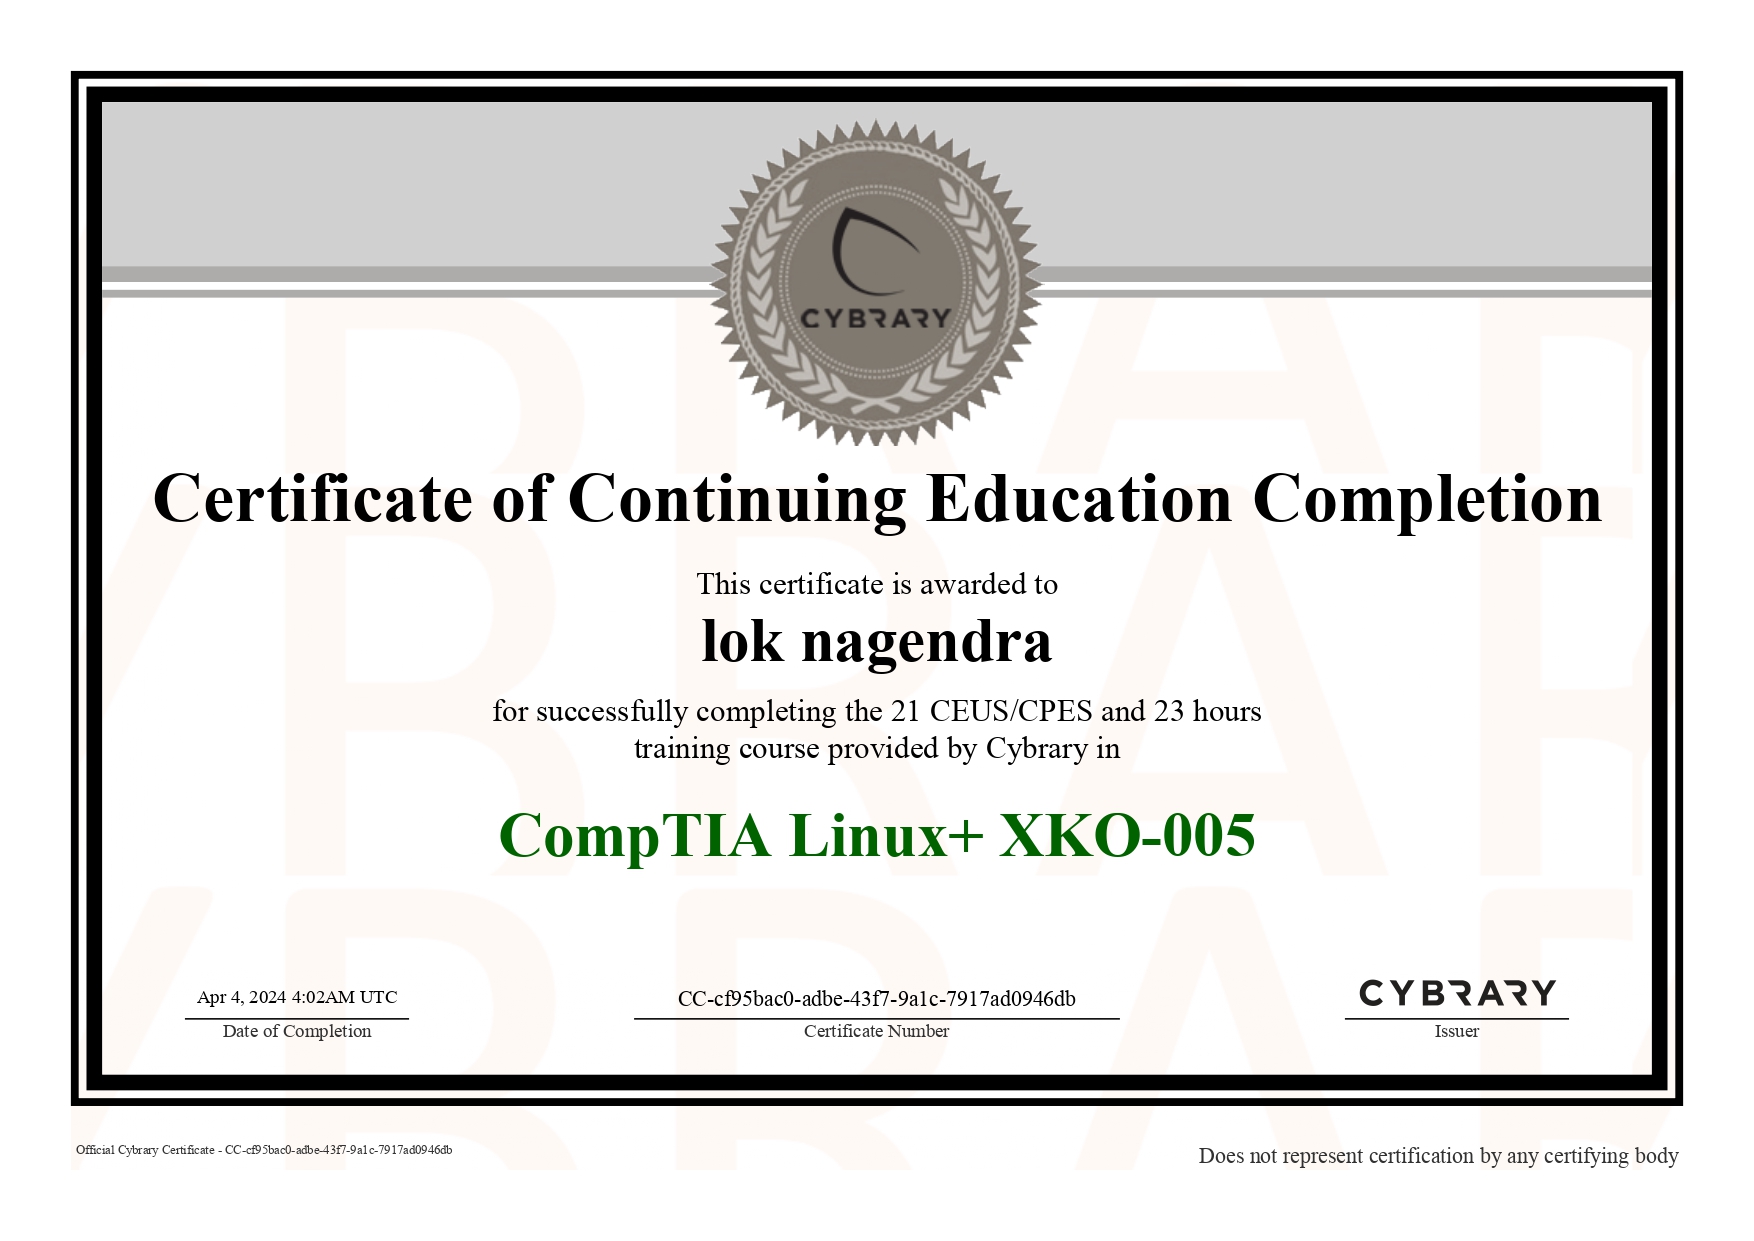 CYBRARY
Certificate of Continuing Education Completion
This certificate is awarded to
lok nagendra
for successfully completing the 21 CEUS/CPES and 23 hours
training course provided by Cybrary in
CompTIA Linux+ XKO-005
Apr 4, 2024 4:02AM UTC
Date of Completion
CC-cf95bac0-adbe-43f7-9a1c-7917ad0946db
Certificate Number
CYBRARY
Issuer
Official Cybrary Certificate - CC-cf95bac0-adbe-43f7-9a1c-7917ad0946db
Does not represent certification by any certifying body